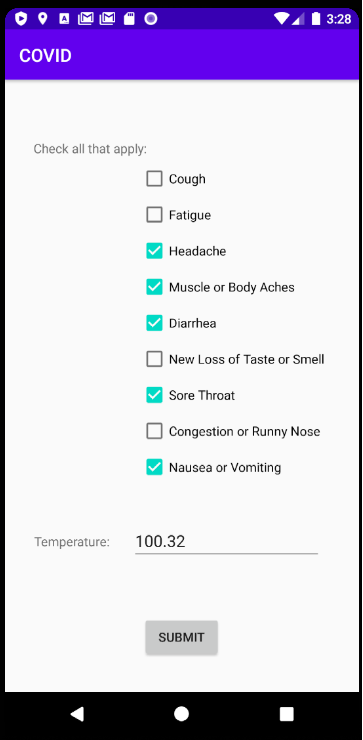 3:28
COVID
Check all that apply:
Cough
Fatigue
Headache
Muscle or Body Aches
Diarrhea
New Loss of Taste or Smell
Sore Throat
Congestion or Runny Nose
Nausea or Vomiting
Temperature: 100.32
SUBMIT